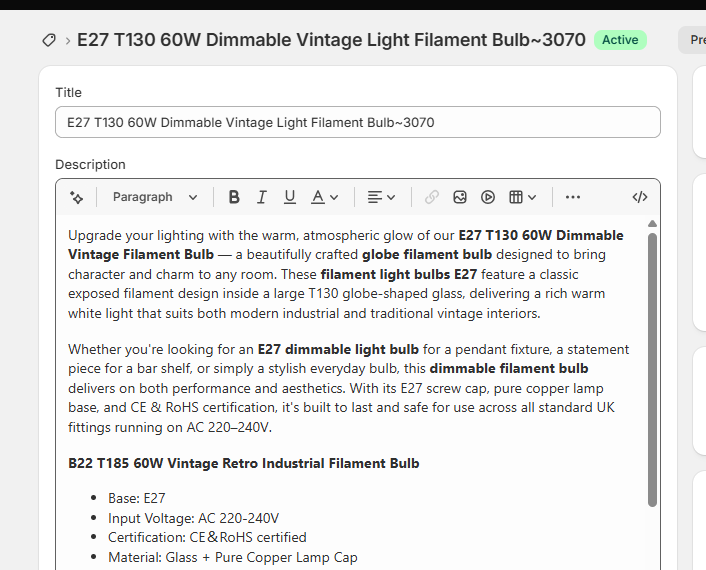 E27 T130 60W Dimmable Vintage Light Filament Bulb~3070 Active Pre
Title
E27 T130 60W Dimmable Vintage Light Filament Bulb~3070
Description
Paragraph B I U A
Upgrade your lighting with the warm, atmospheric glow of our E27 T130 60W Dimmable
Vintage Filament Bulb — a beautifully crafted globe filament bulb designed to bring
character and charm to any room. These filament light bulbs E27 feature a classic
exposed filament design inside a large T130 globe-shaped glass, delivering a rich warm
white light that suits both modern industrial and traditional vintage interiors.
Whether you're looking for an E27 dimmable light bulb for a pendant fixture, a statement
piece for a bar shelf, or simply a stylish everyday bulb, this dimmable filament bulb
delivers on both performance and aesthetics. With its E27 screw cap, pure copper lamp
base, and CE & RoHS certification, it's built to last and safe for use across all standard UK
fittings running on AC 220–240V.
B22 T185 60W Vintage Retro Industrial Filament Bulb
• Base: E27
• Input Voltage: AC 220-240V
• Certification: CE&RoHS certified
• Material: Glass + Pure Copper Lamp Cap